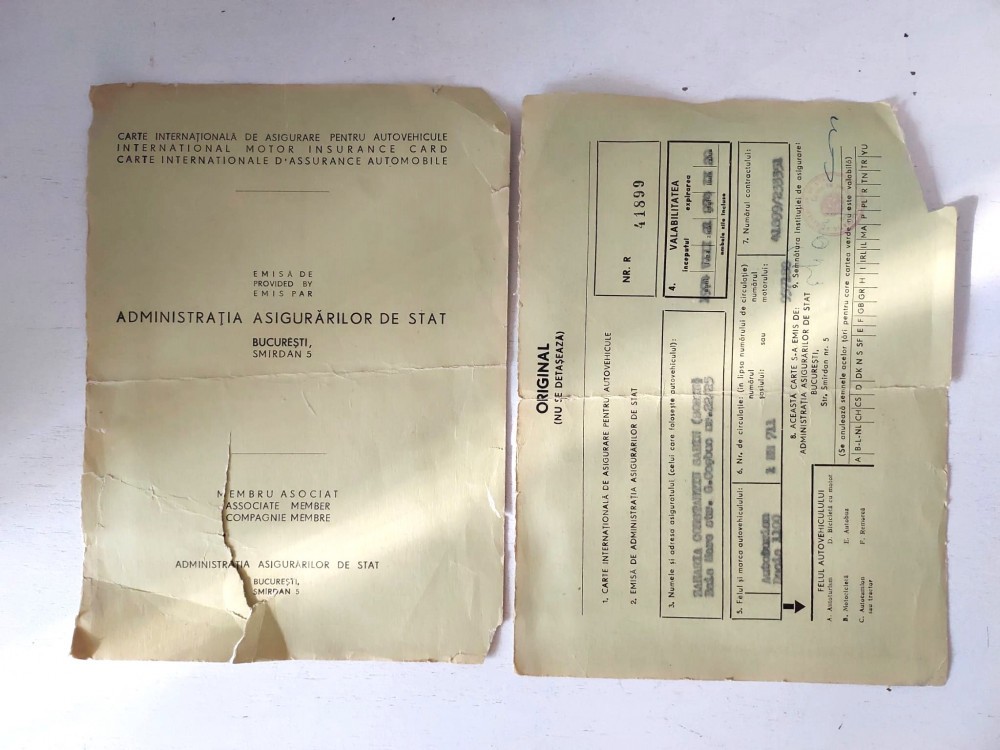 CARTE INTERNAȚIONALĂ DE ASIGURARE PENTRU AUTOVEHICULE
INTERNATIONAL MOTOR INSURANCE CARD
CARTE INTERNATIONALE D'ASSURANCE AUTOMOBILE
EMISĂ DE
PROVIDED BY
EMIS PAR
ADMINISTRAȚIA ASIGURĂRILOR DE STAT
BUCUREȘTI,
SMIRDAN 5
MEMBRU ASOCIAT
ASSOCIATE MEMBER
COMPAGNIE MEMBRE
ADMINISTRAȚIA ASIGURĂRILOR DE STAT
BUCUREȘTI,
SMÎRDAN 5
ORIGINAL
(NU SE DETAȘEAZĂ)
1. CARTE INTERNAȚIONALĂ DE ASIGURARE PENTRU AUTOVEHICULE
2. EMISĂ DE ADMINISTRAȚIA ASIGURĂRILOR DE STAT
NR. R 41899
3. Numele și adresa asiguratului (celui care folosește autovehiculul):
4. VALABILITATEA
începutul expirarea
ambele zile incluse
5. Felul și marca autovehiculului:
6. Nr. de circulație: (în lipsa numărului de circulație)
numărul sau numărul
șasiului: motorului:
7. Numărul contractului:
8. ACEASTĂ CARTE S-A EMIS DE:
ADMINISTRAȚIA ASIGURĂRILOR DE STAT
BUCUREȘTI,
Str. Smîrdan nr. 5
9. Semnătura Instituției de asigurare:
(Se anulează semnele acelor țări pentru care cartea verde nu este valabilă)
A B-L-NL CH CS D DK N S SF E F GB GR H I IRL IL MA P PL R TN TR YU
FELUL AUTOVEHICULULUI
A. Autoturism D. Bicicletă cu motor
B. Motocicletă E. Autobuz
C. Autocamion F. Remorcă
sau tractor